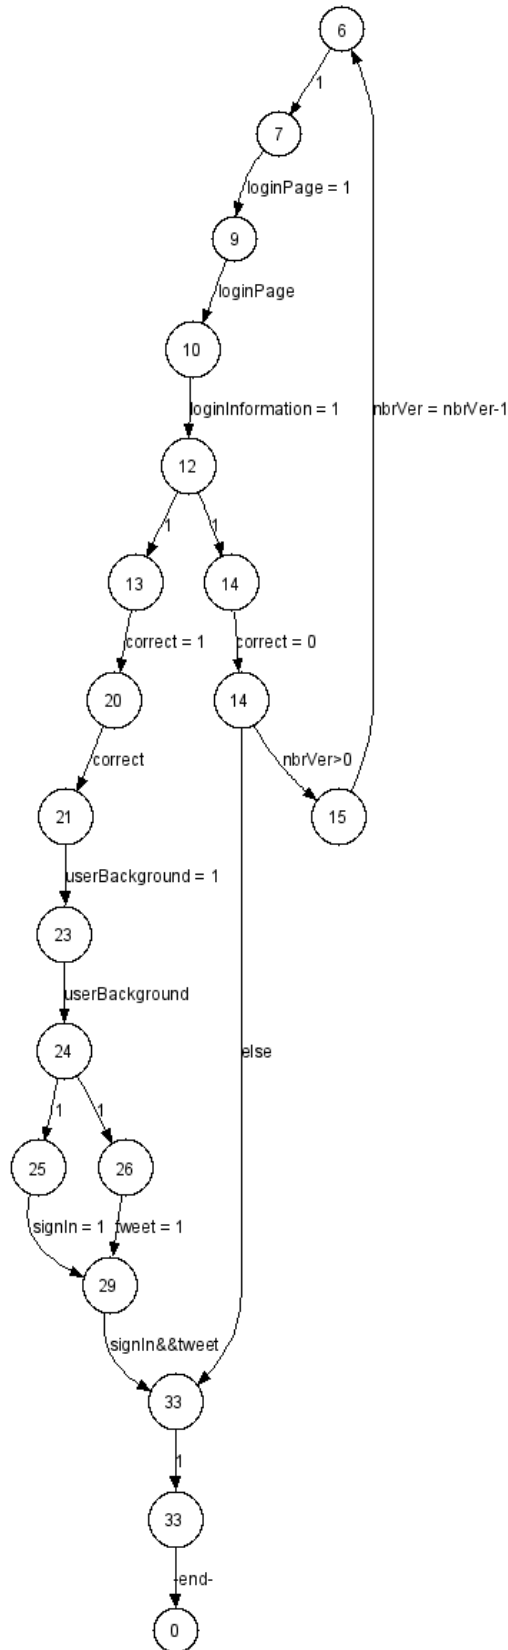 6
1
7
loginPage = 1
9
loginPage
10
loginInformation = 1
nbrVer = nbrVer-1
12
1
1
13
14
correct = 1
correct = 0
20
14
correct
nbrVer>0
21
15
userBackground = 1
23
userBackground
24
else
1
1
25
26
signIn = 1
tweet = 1
29
signIn&&tweet
33
1
33
-end-
0